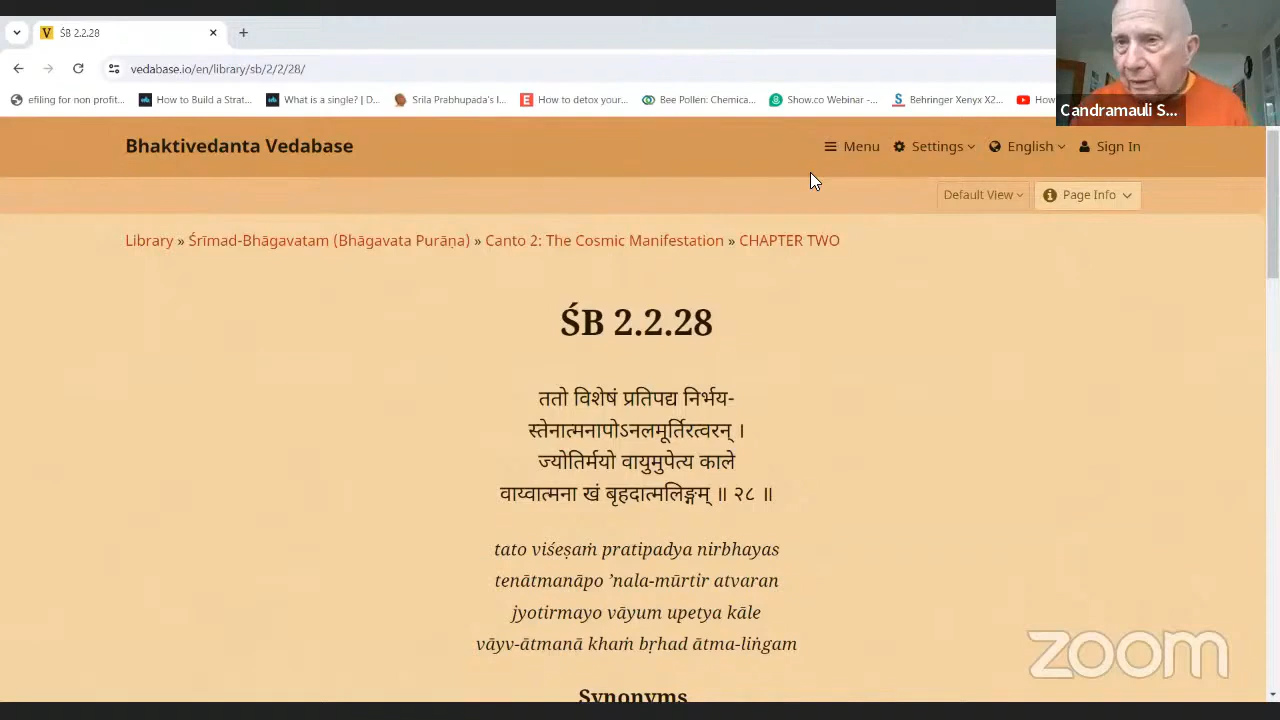 ŚB 2.2.28
vedabase.io/en/library/sb/2/2/28/
efiling for non profit... How to Build a Strat... What is a single? | D... Srila Prabhupada's l... How to detox your... Bee Pollen: Chemica... Show.co Webinar -... Behringer Xenyx X2... How
Candramauli S...
Bhaktivedanta Vedabase
Menu Settings English Sign In
Default View Page Info
Library » Śrīmad-Bhāgavatam (Bhāgavata Purāṇa) » Canto 2: The Cosmic Manifestation » CHAPTER TWO
ŚB 2.2.28
ततो विशेषं प्रतिपद्य निर्भय-
स्तेनात्मनापोऽनलमूर्तिरत्वरन् ।
ज्योतिर्मयो वायुमुपेत्य काले
वाय्वात्मना खं बृहदात्मलिङ्गम् ॥ २८ ॥
tato viśeṣaṁ pratipadya nirbhayas
tenātmanāpo ’nala-mūrtir atvaran
jyotirmayo vāyum upetya kāle
vāyv-ātmanā khaṁ bṛhad ātma-liṅgam
Synonyms
zoom